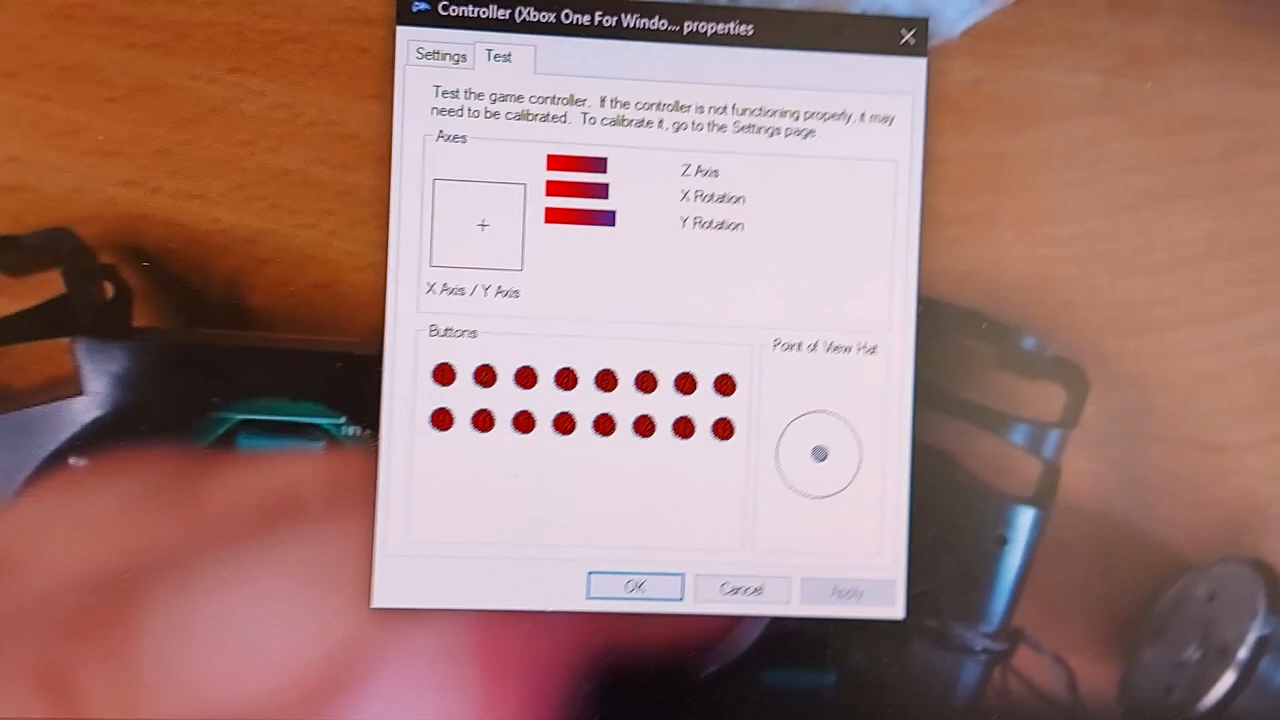 Controller (Xbox One For Windo... properties
Settings
Test
Test the game controller. If the controller is not functioning properly, it may
need to be calibrated. To calibrate it, go to the Settings page.
Axes
Z Axis
X Rotation
Y Rotation
X Axis / Y Axis
Buttons
Point of View Hat
OK
Cancel
Apply